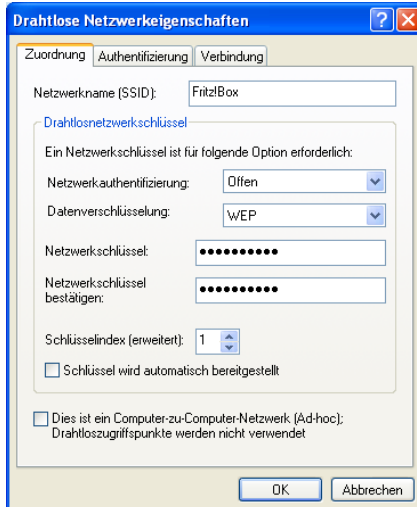 Drahtlose Netzwerkeigenschaften
Zuordnung Authentifizierung Verbindung
Netzwerkname (SSID): Fritz!Box
Drahtlosnetzwerkschlüssel
Ein Netzwerkschlüssel ist für folgende Option erforderlich:
Netzwerkauthentifizierung: Offen
Datenverschlüsselung: WEP
Netzwerkschlüssel: ••••••••••
Netzwerkschlüssel
bestätigen: ••••••••••
Schlüsselindex (erweitert): 1
Schlüssel wird automatisch bereitgestellt
Dies ist ein Computer-zu-Computer-Netzwerk (Ad-hoc);
Drahtloszugriffspunkte werden nicht verwendet
OK Abbrechen